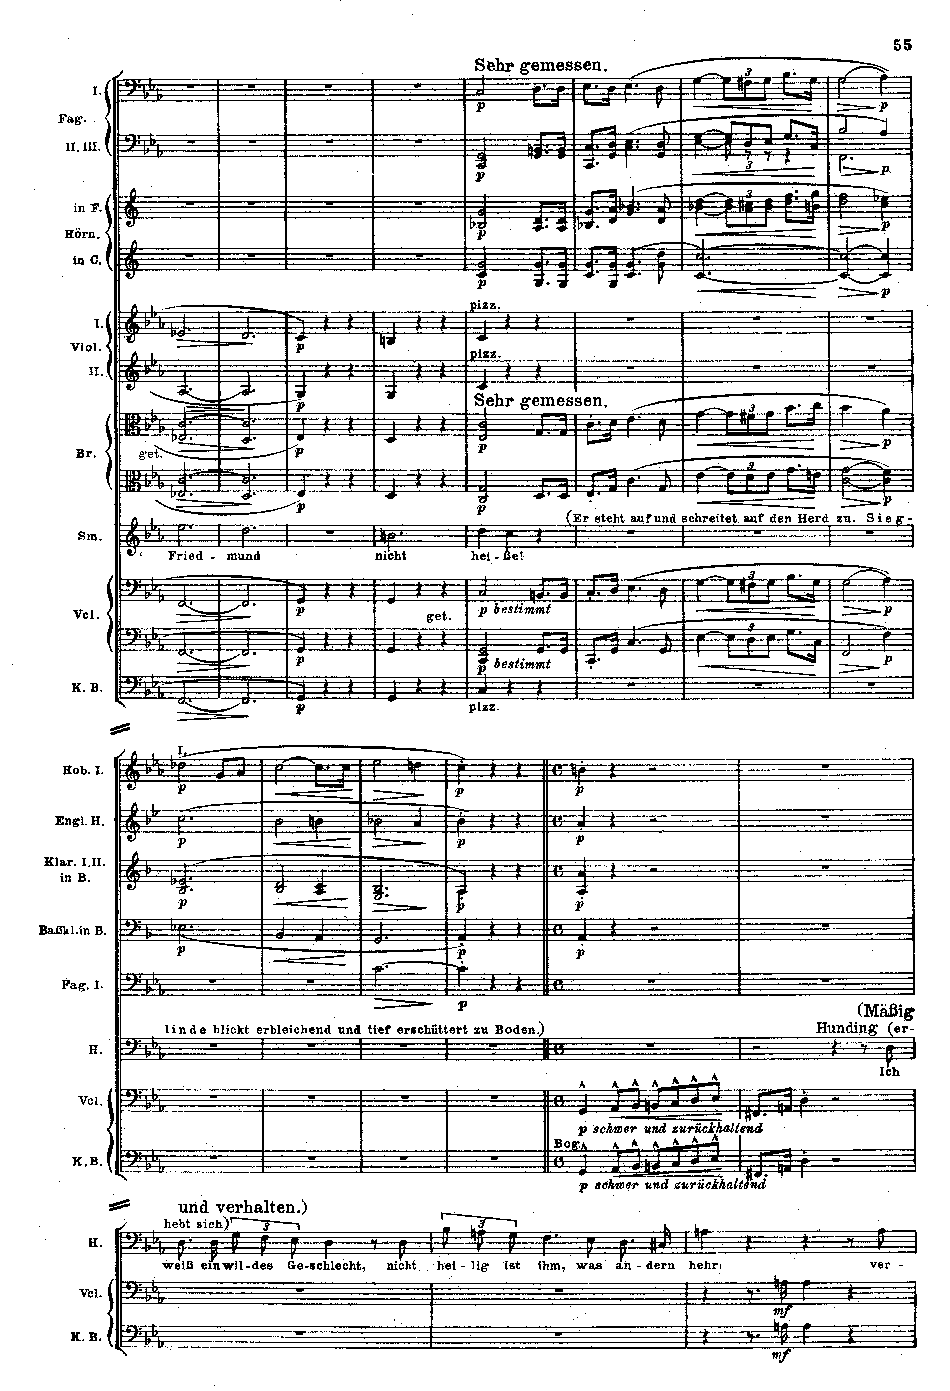 55
Sehr gemessen.
I.
Fag.
II. III.
in F.
Hörn.
in C.
I.
pizz.
Viol.
pizz.
II.
Sehr gemessen.
get.
Br.
(Er steht auf und schreitet auf den Herd zu. Sieg-
Sm.
Fried - mund nicht hei - ße!
Vcl.
p bestimmt
get.
p bestimmt
K. B.
pizz.
I.
Hob. I.
Engl. H.
Klar. I, II.
in B.
Baßkl. in B.
Fag. I.
(Mäßig
linde blickt erbleichend und tief erschüttert zu Boden.)
Hunding (er-
H.
Ich
Vcl.
p schwer und zurückhaltend
Bog.
K. B.
p schwer und zurückhaltend
und verhalten.)
hebt sich)
H.
weiß ein wil-des Ge-schlecht, nicht hei - lig ist ihm, was an - dern hehr: ver -
Vcl.
mf
K. B.
mf